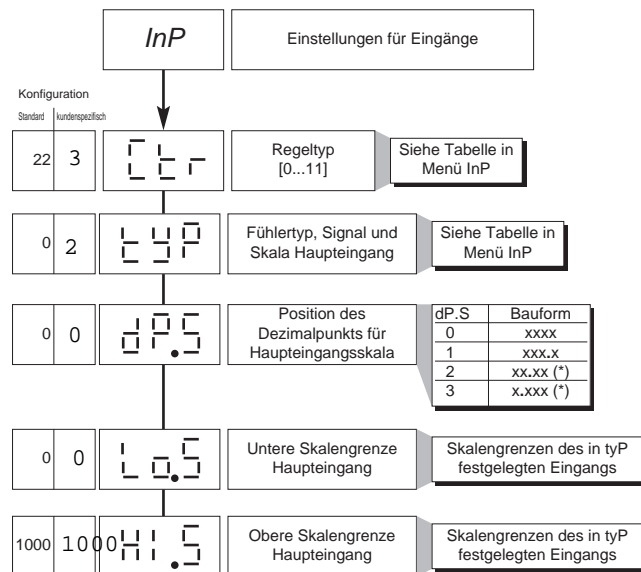 InP
Einstellungen für Eingänge
Konfiguration
Standard kundenspezifisch
22 3 Ctr
Regeltyp
[0...11]
Siehe Tabelle in
Menü InP
0 2 tYP
Fühlertyp, Signal und
Skala Haupteingang
Siehe Tabelle in
Menü InP
0 0 dP.S
Position des
Dezimalpunkts für
Haupteingangsskala
dP.S Bauform
0 xxxx
1 xxx.x
2 xx.xx (*)
3 x.xxx (*)
0 0 Lo.S
Untere Skalengrenze
Haupteingang
Skalengrenzen des in tyP
festgelegten Eingangs
1000 1000 HI.S
Obere Skalengrenze
Haupteingang
Skalengrenzen des in tyP
festgelegten Eingangs